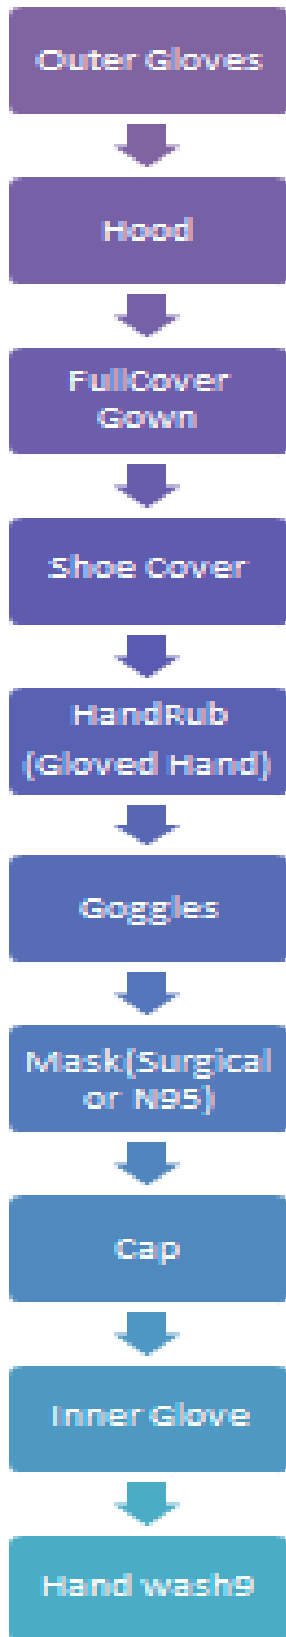 Outer Gloves
Hood
FullCover
Gown
Shoe Cover
HandRub
(Gloved Hand)
Goggles
Mask(Surgical
or N95)
Cap
Inner Glove
Hand wash9